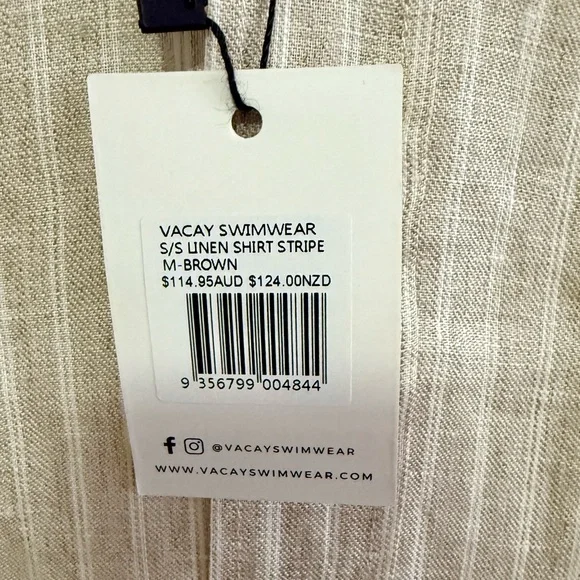 VACAY SWIMWEAR
S/S LINEN SHIRT STRIPE
M-BROWN
$114.95AUD $124.00NZD
9 356799 004844
@VACAYSWIMWEAR
WWW.VACAYSWIMWEAR.COM